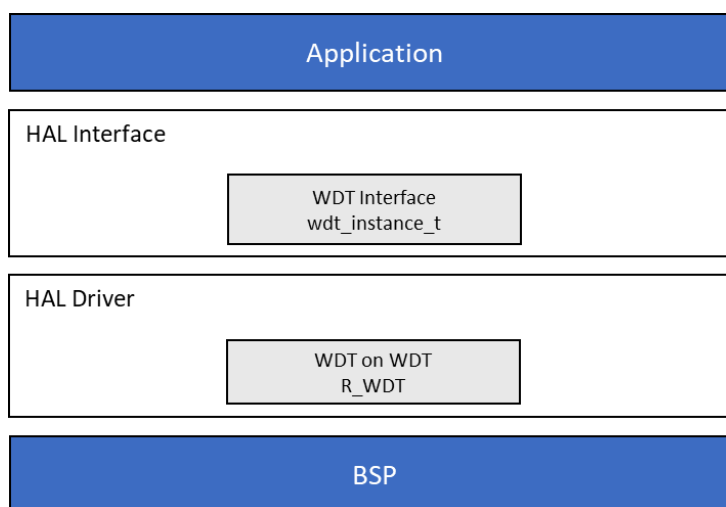 Application
HAL Interface
WDT Interface
wdt_instance_t
HAL Driver
WDT on WDT
R_WDT
BSP